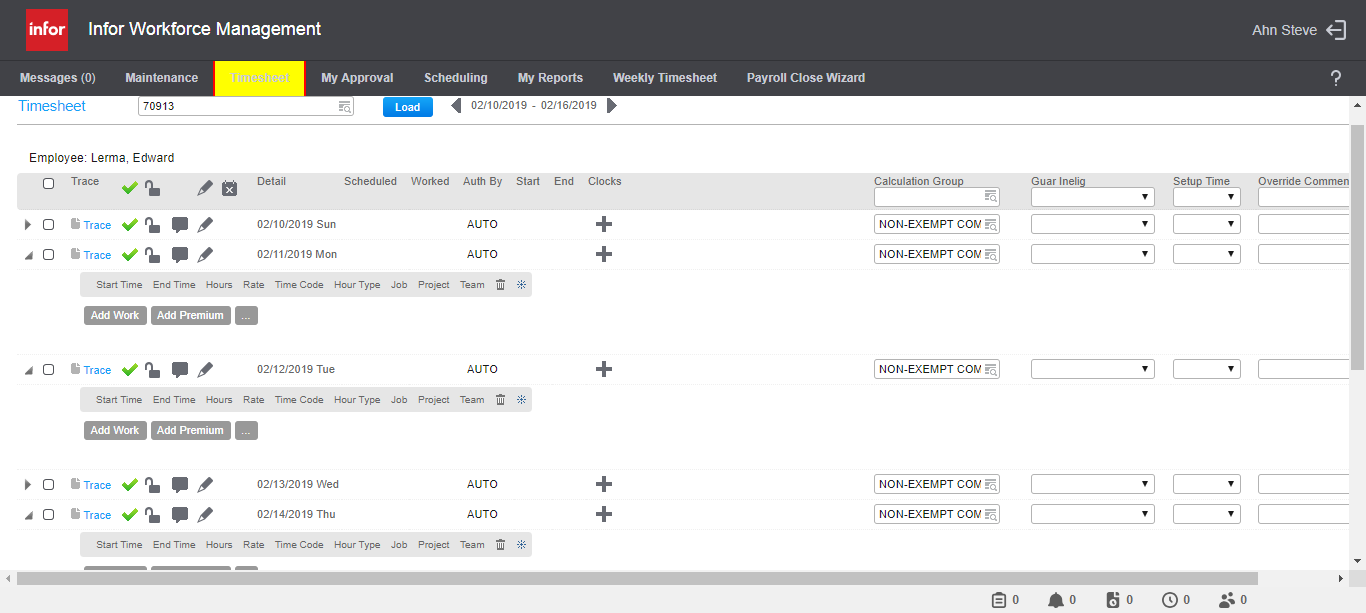 infor Infor Workforce Management Ahn Steve
Messages (0) Maintenance Timesheet My Approval Scheduling My Reports Weekly Timesheet Payroll Close Wizard ?
Timesheet 70913 Load 02/10/2019 - 02/16/2019
Employee: Lerma, Edward
Trace Detail Scheduled Worked Auth By Start End Clocks Calculation Group Guar Inelig Setup Time Override Commen
Trace 02/10/2019 Sun AUTO NON-EXEMPT COM
Trace 02/11/2019 Mon AUTO NON-EXEMPT COM
Start Time End Time Hours Rate Time Code Hour Type Job Project Team
Add Work Add Premium ...
Trace 02/12/2019 Tue AUTO NON-EXEMPT COM
Start Time End Time Hours Rate Time Code Hour Type Job Project Team
Add Work Add Premium ...
Trace 02/13/2019 Wed AUTO NON-EXEMPT COM
Trace 02/14/2019 Thu AUTO NON-EXEMPT COM
Start Time End Time Hours Rate Time Code Hour Type Job Project Team
0 0 0 0 0